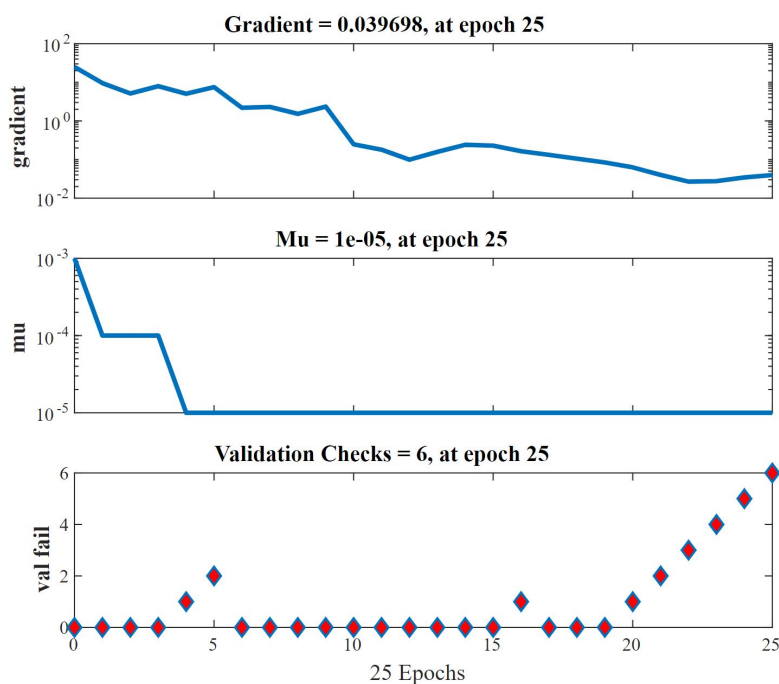 Gradient = 0.039698, at epoch 25
10^2
10^0
10^-2
gradient
Mu = 1e-05, at epoch 25
10^-3
10^-4
10^-5
mu
Validation Checks = 6, at epoch 25
6
4
2
0
val fail
0 5 10 15 20 25
25 Epochs